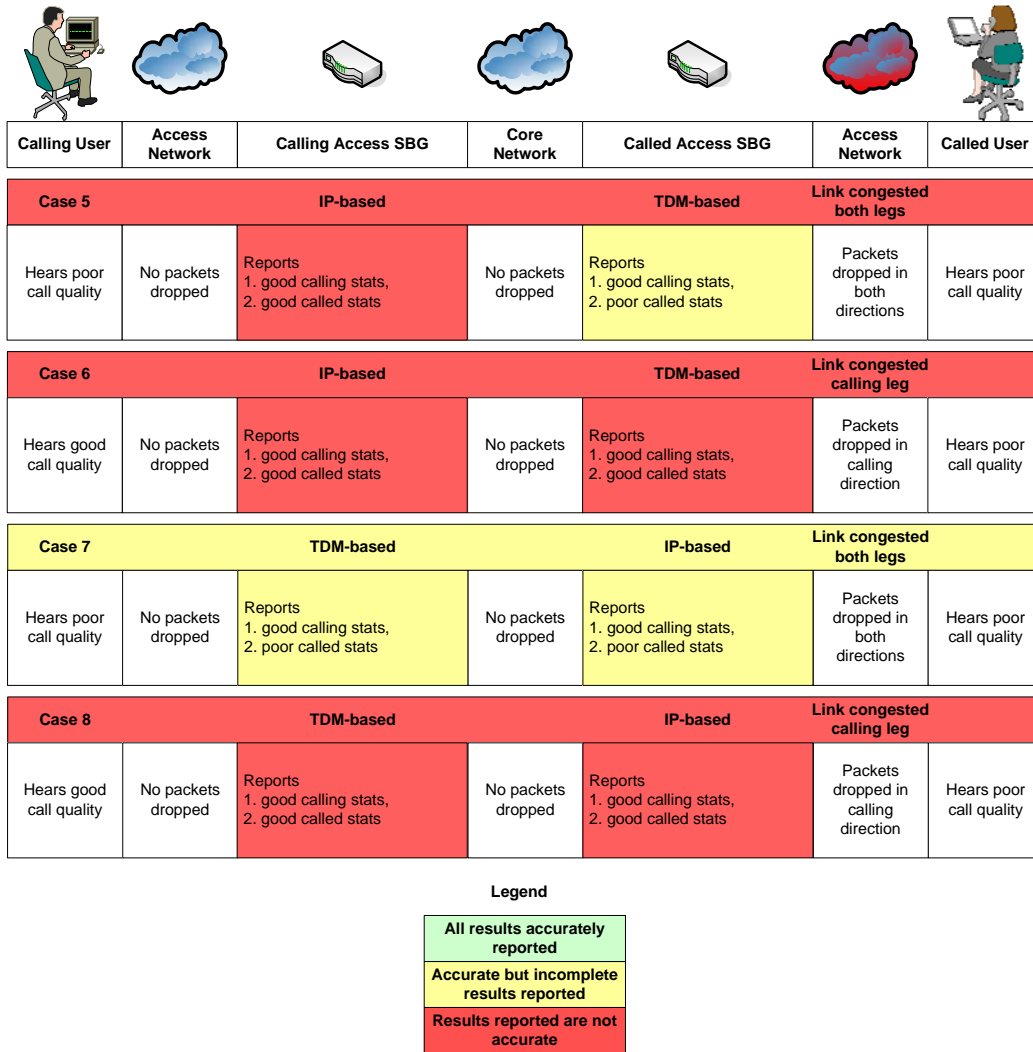 Calling User
Access
Network
Calling Access SBG
Core
Network
Called Access SBG
Access
Network
Called User
Case 5
IP-based
TDM-based
Link congested
both legs
Hears poor
call quality
No packets
dropped
Reports
1. good calling stats,
2. good called stats
No packets
dropped
Reports
1. good calling stats,
2. poor called stats
Packets
dropped in
both
directions
Hears poor
call quality
Case 6
IP-based
TDM-based
Link congested
calling leg
Hears good
call quality
No packets
dropped
Reports
1. good calling stats,
2. good called stats
No packets
dropped
Reports
1. good calling stats,
2. good called stats
Packets
dropped in
calling
direction
Hears poor
call quality
Case 7
TDM-based
IP-based
Link congested
both legs
Hears poor
call quality
No packets
dropped
Reports
1. good calling stats,
2. poor called stats
No packets
dropped
Reports
1. good calling stats,
2. poor called stats
Packets
dropped in
both
directions
Hears poor
call quality
Case 8
TDM-based
IP-based
Link congested
calling leg
Hears good
call quality
No packets
dropped
Reports
1. good calling stats,
2. good called stats
No packets
dropped
Reports
1. good calling stats,
2. good called stats
Packets
dropped in
calling
direction
Hears poor
call quality
Legend
All results accurately
reported
Accurate but incomplete
results reported
Results reported are not
accurate